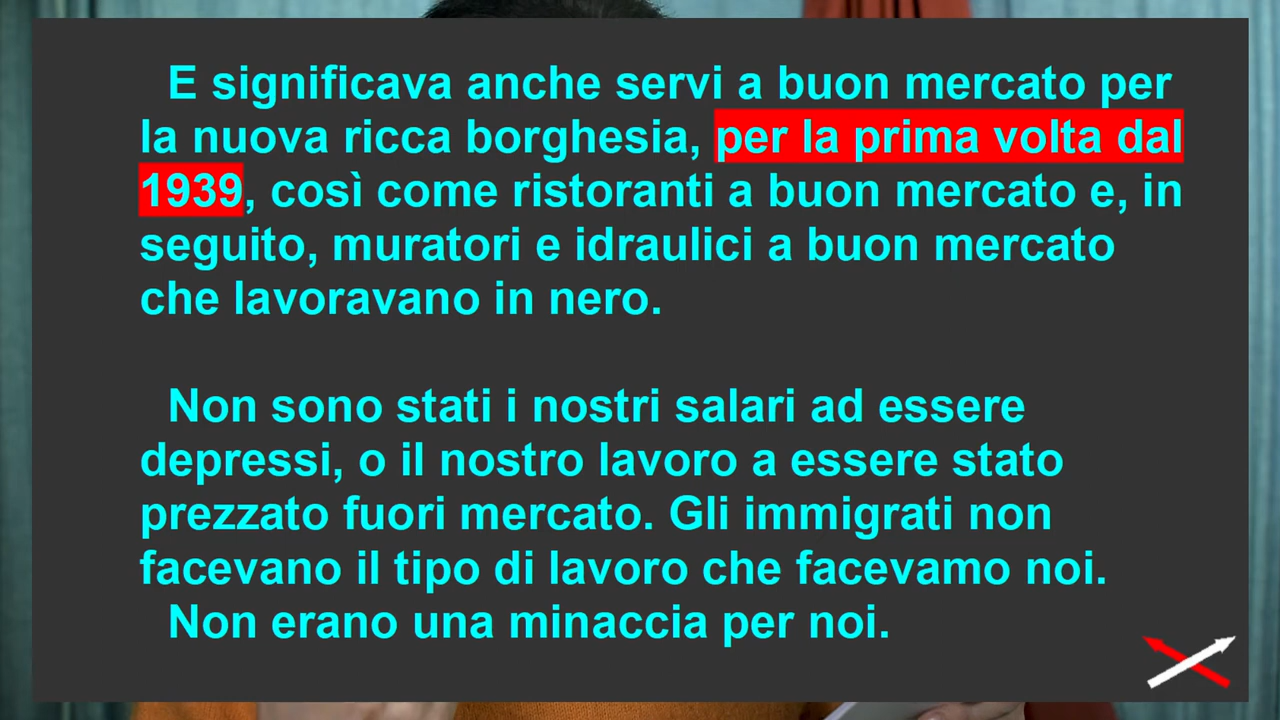 E significava anche servi a buon mercato per
la nuova ricca borghesia, per la prima volta dal
1939, così come ristoranti a buon mercato e, in
seguito, muratori e idraulici a buon mercato
che lavoravano in nero.
Non sono stati i nostri salari ad essere
depressi, o il nostro lavoro a essere stato
prezzato fuori mercato. Gli immigrati non
facevano il tipo di lavoro che facevamo noi.
Non erano una minaccia per noi.